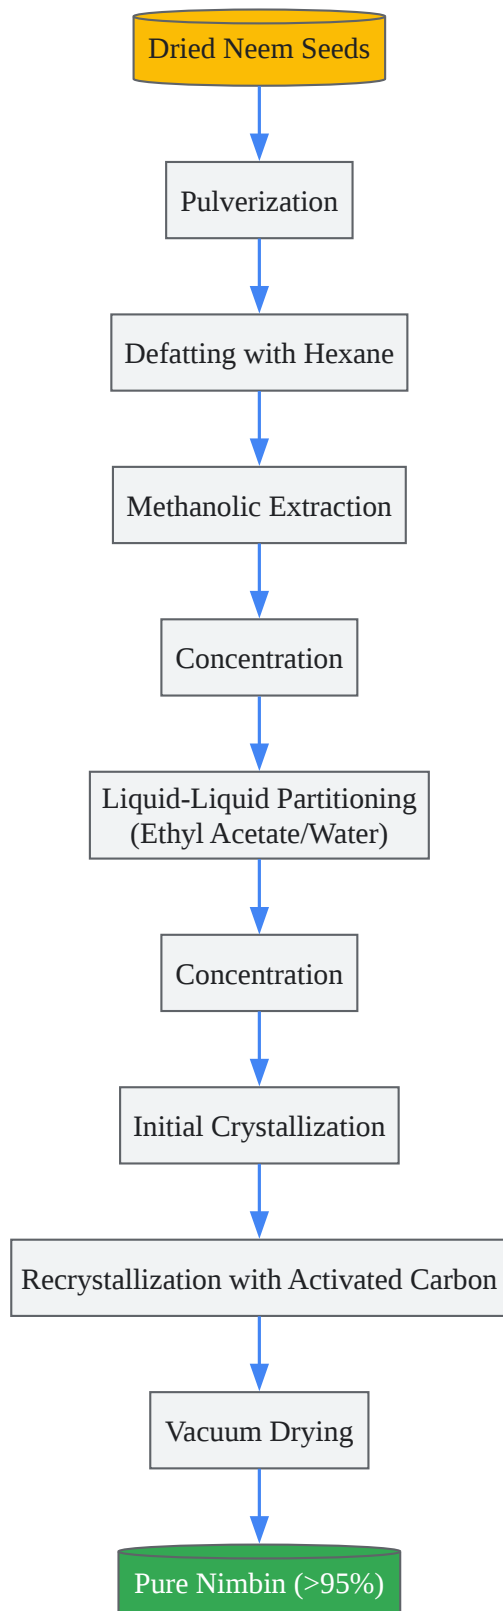 Dried Neem Seeds
Pulverization
Defatting with Hexane
Methanolic Extraction
Concentration
Liquid-Liquid Partitioning
(Ethyl Acetate/Water)
Concentration
Initial Crystallization
Recrystallization with Activated Carbon
Vacuum Drying
Pure Nimbin (>95%)